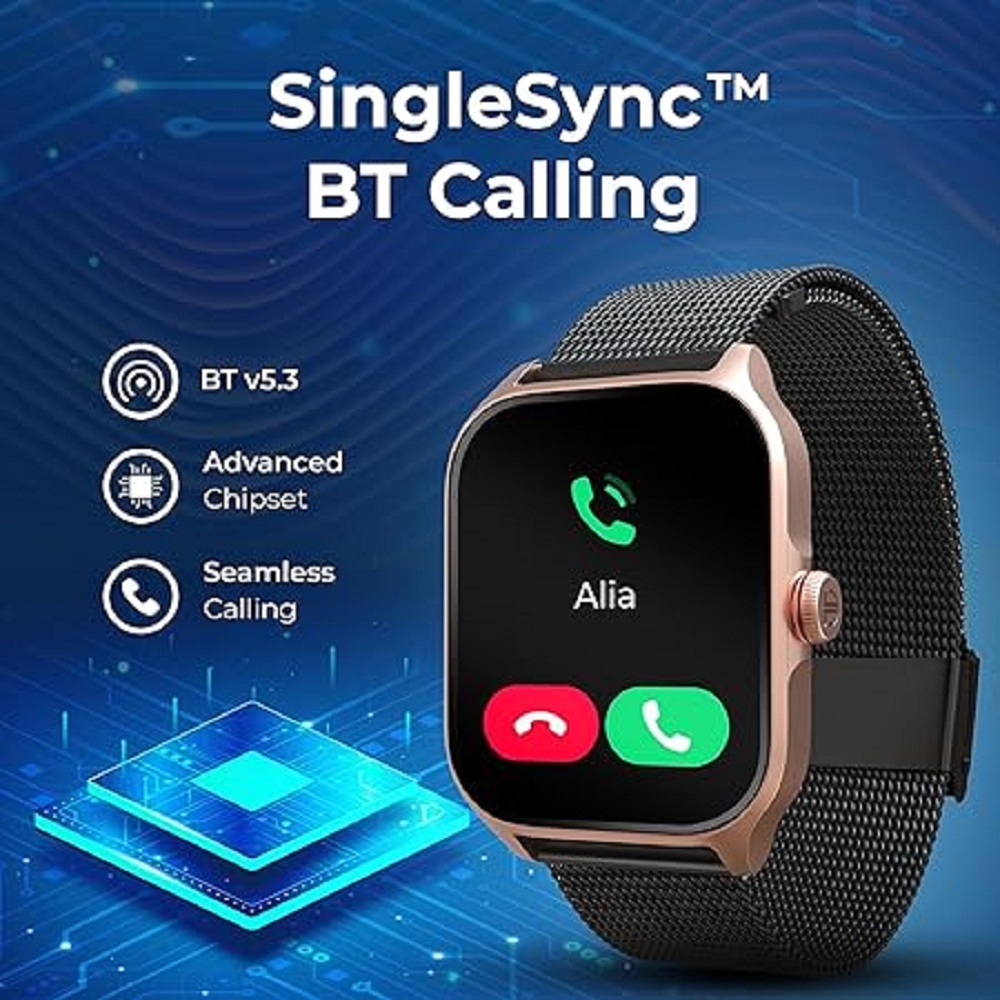 SingleSync™
BT Calling
BT v5.3
Advanced
Chipset
Seamless
Calling
Alia